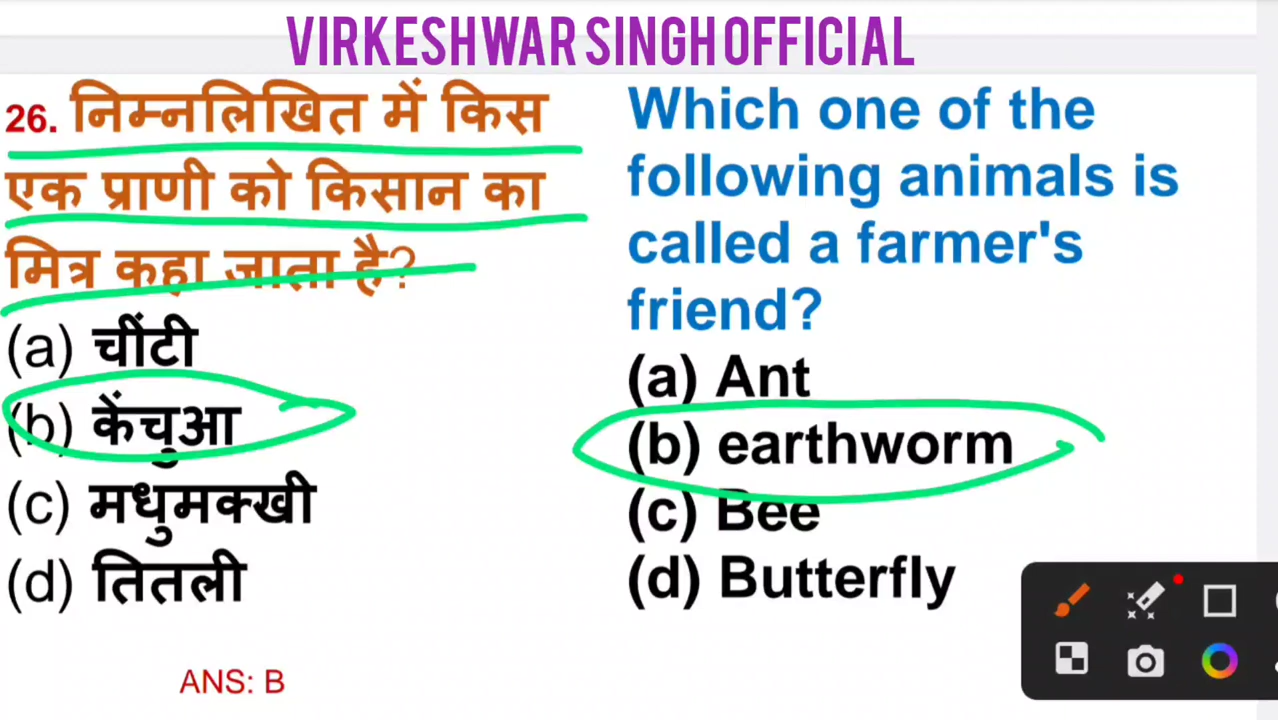 VIRKESHWAR SINGH OFFICIAL
26. निम्नलिखित में किस
एक प्राणी को किसान का
मित्र कहा जाता है?
(a) चींटी
(b) केंचुआ
(c) मधुमक्खी
(d) तितली
ANS: B
Which one of the
following animals is
called a farmer's
friend?
(a) Ant
(b) earthworm
(c) Bee
(d) Butterfly